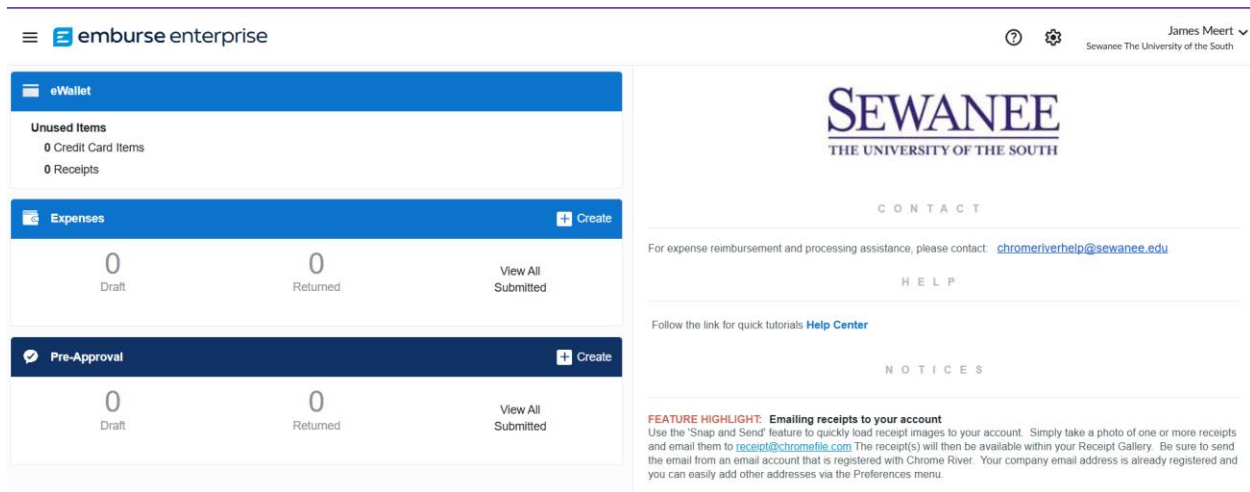 emburse enterprise
James Meert
Sewanee The University of the South
eWallet
Unused Items
0 Credit Card Items
0 Receipts
Expenses
Create
0
Draft
0
Returned
View All
Submitted
Pre-Approval
Create
0
Draft
0
Returned
View All
Submitted
SEWANEE
THE UNIVERSITY OF THE SOUTH
CONTACT
For expense reimbursement and processing assistance, please contact: chromeriverhelp@sewanee.edu
HELP
Follow the link for quick tutorials Help Center
NOTICES
FEATURE HIGHLIGHT: Emailing receipts to your account
Use the 'Snap and Send' feature to quickly load receipt images to your account. Simply take a photo of one or more receipts
and email them to receipt@chromefile.com The receipt(s) will then be available within your Receipt Gallery. Be sure to send
the email from an email account that is registered with Chrome River. Your company email address is already registered and
you can easily add other addresses via the Preferences menu.